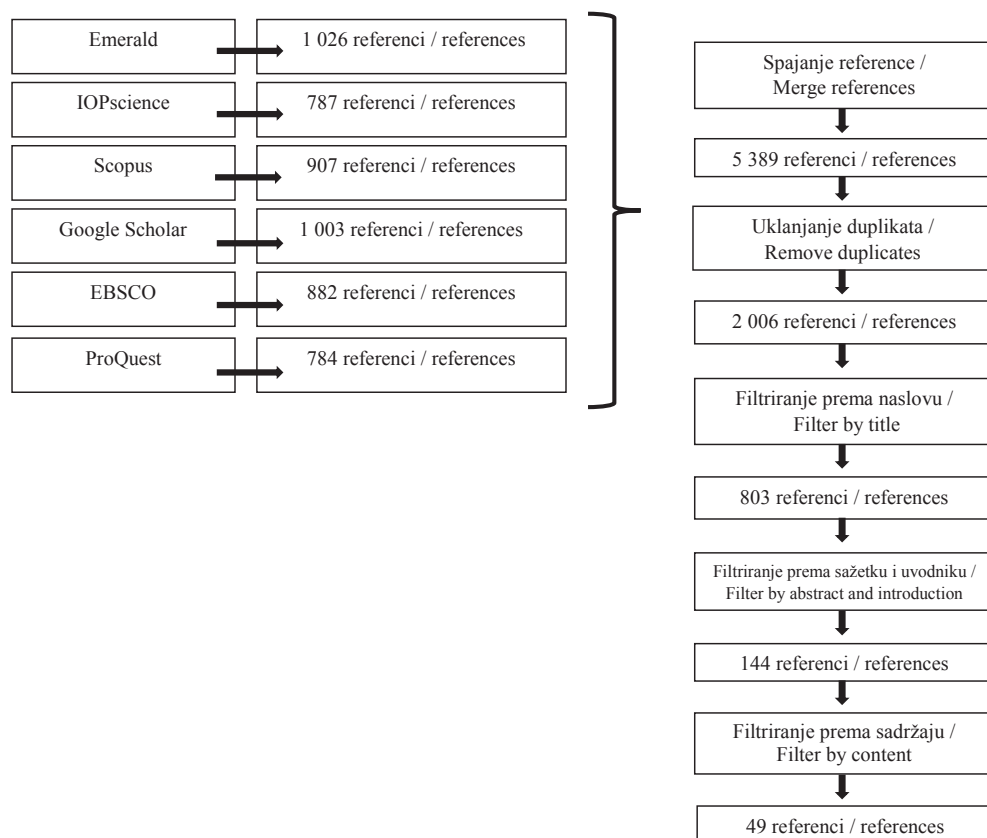 Emerald
1 026 referenci / references
IOPscience
787 referenci / references
Scopus
907 referenci / references
Google Scholar
1 003 referenci / references
EBSCO
882 referenci / references
ProQuest
784 referenci / references
Spajanje reference /
Merge references
5 389 referenci / references
Uklanjanje duplikata /
Remove duplicates
2 006 referenci / references
Filtriranje prema naslovu /
Filter by title
803 referenci / references
Filtriranje prema sažetku i uvodniku /
Filter by abstract and introduction
144 referenci / references
Filtriranje prema sadržaju /
Filter by content
49 referenci / references